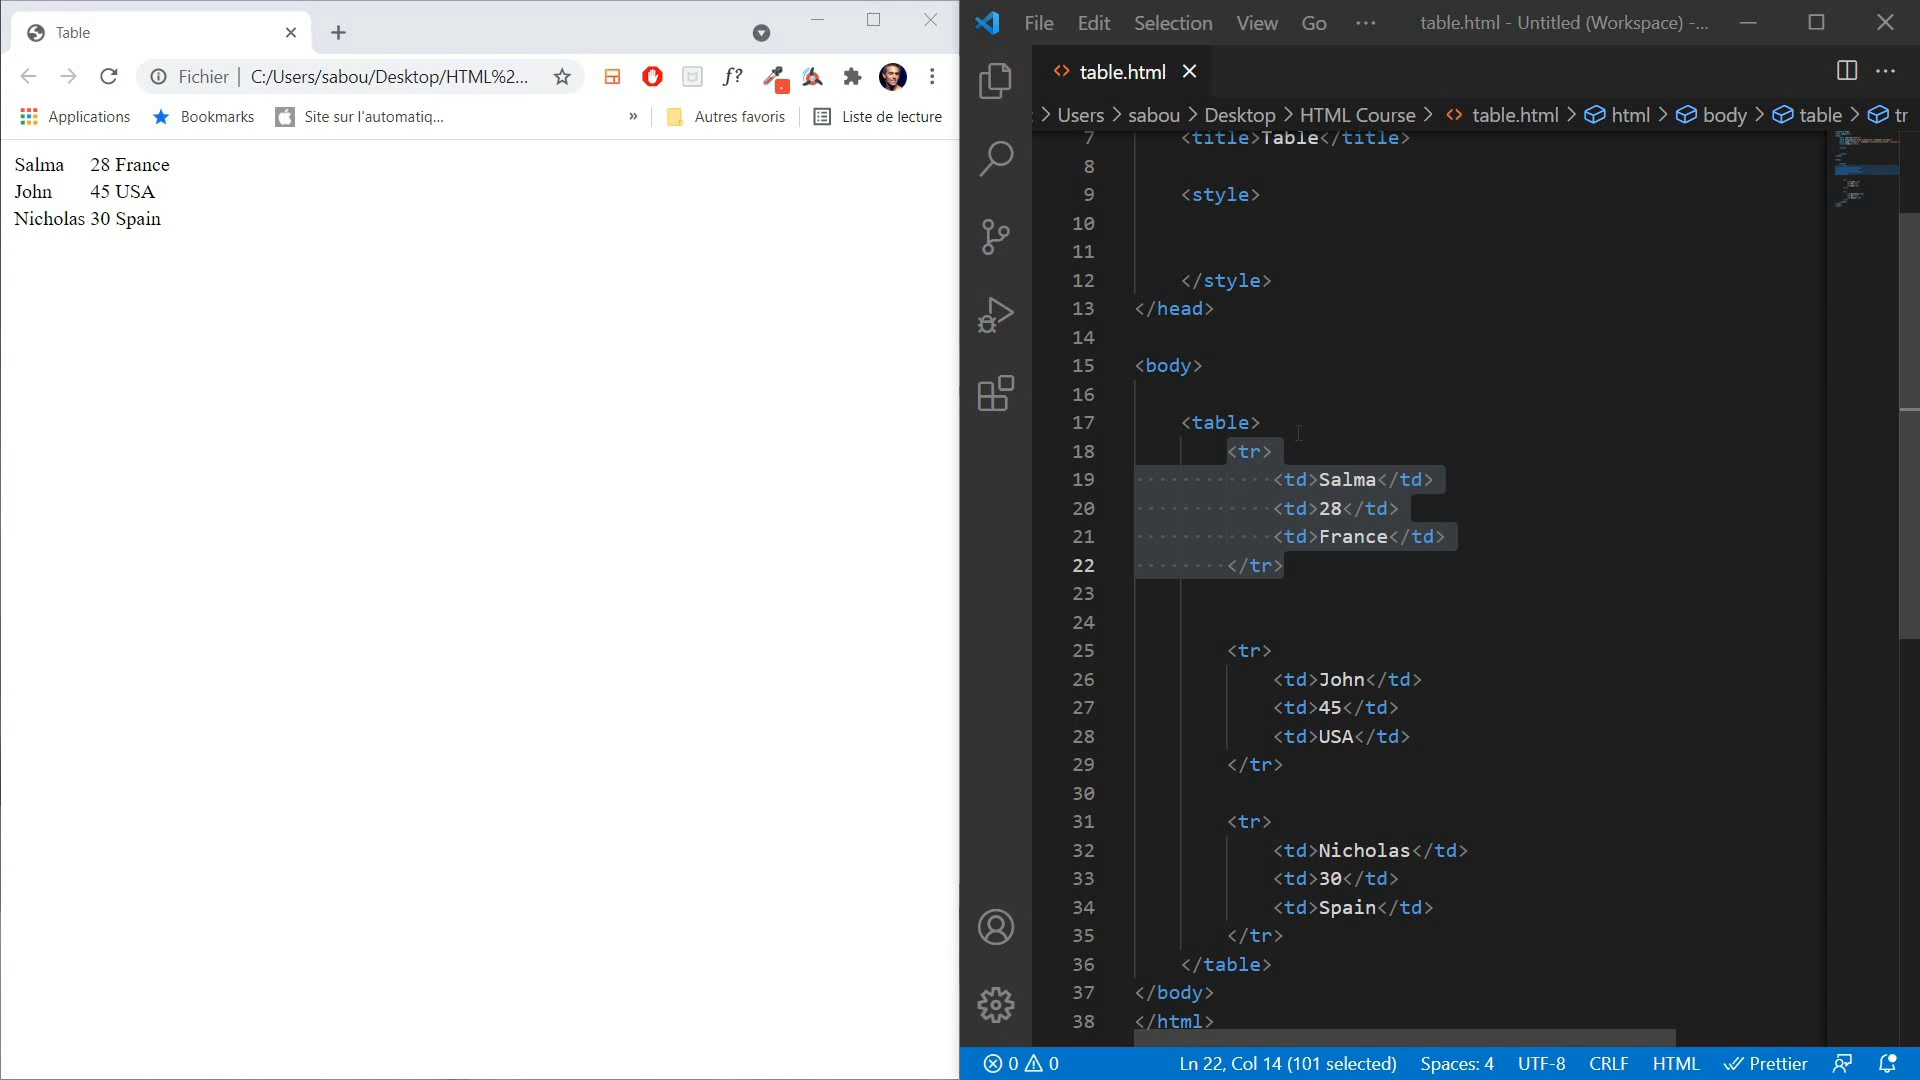 Table
Fichier C:/Users/sabou/Desktop/HTML%2...
f?
Applications Bookmarks Site sur l'automatiq... » Autres favoris Liste de lecture
Salma 28 France
John 45 USA
Nicholas 30 Spain
File Edit Selection View Go ··· table.html - Untitled (Workspace) -...
table.html
Users > sabou > Desktop > HTML Course > table.html > html > body > table > tr
7 <title>Table</title>
8
9 <style>
10
11
12 </style>
13 </head>
14
15 <body>
16
17 <table>
18 <tr>
19 <td>Salma</td>
20 <td>28</td>
21 <td>France</td>
22 </tr>
23
24
25 <tr>
26 <td>John</td>
27 <td>45</td>
28 <td>USA</td>
29 </tr>
30
31 <tr>
32 <td>Nicholas</td>
33 <td>30</td>
34 <td>Spain</td>
35 </tr>
36 </table>
37 </body>
38 </html>
0 0 Ln 22, Col 14 (101 selected) Spaces: 4 UTF-8 CRLF HTML Prettier